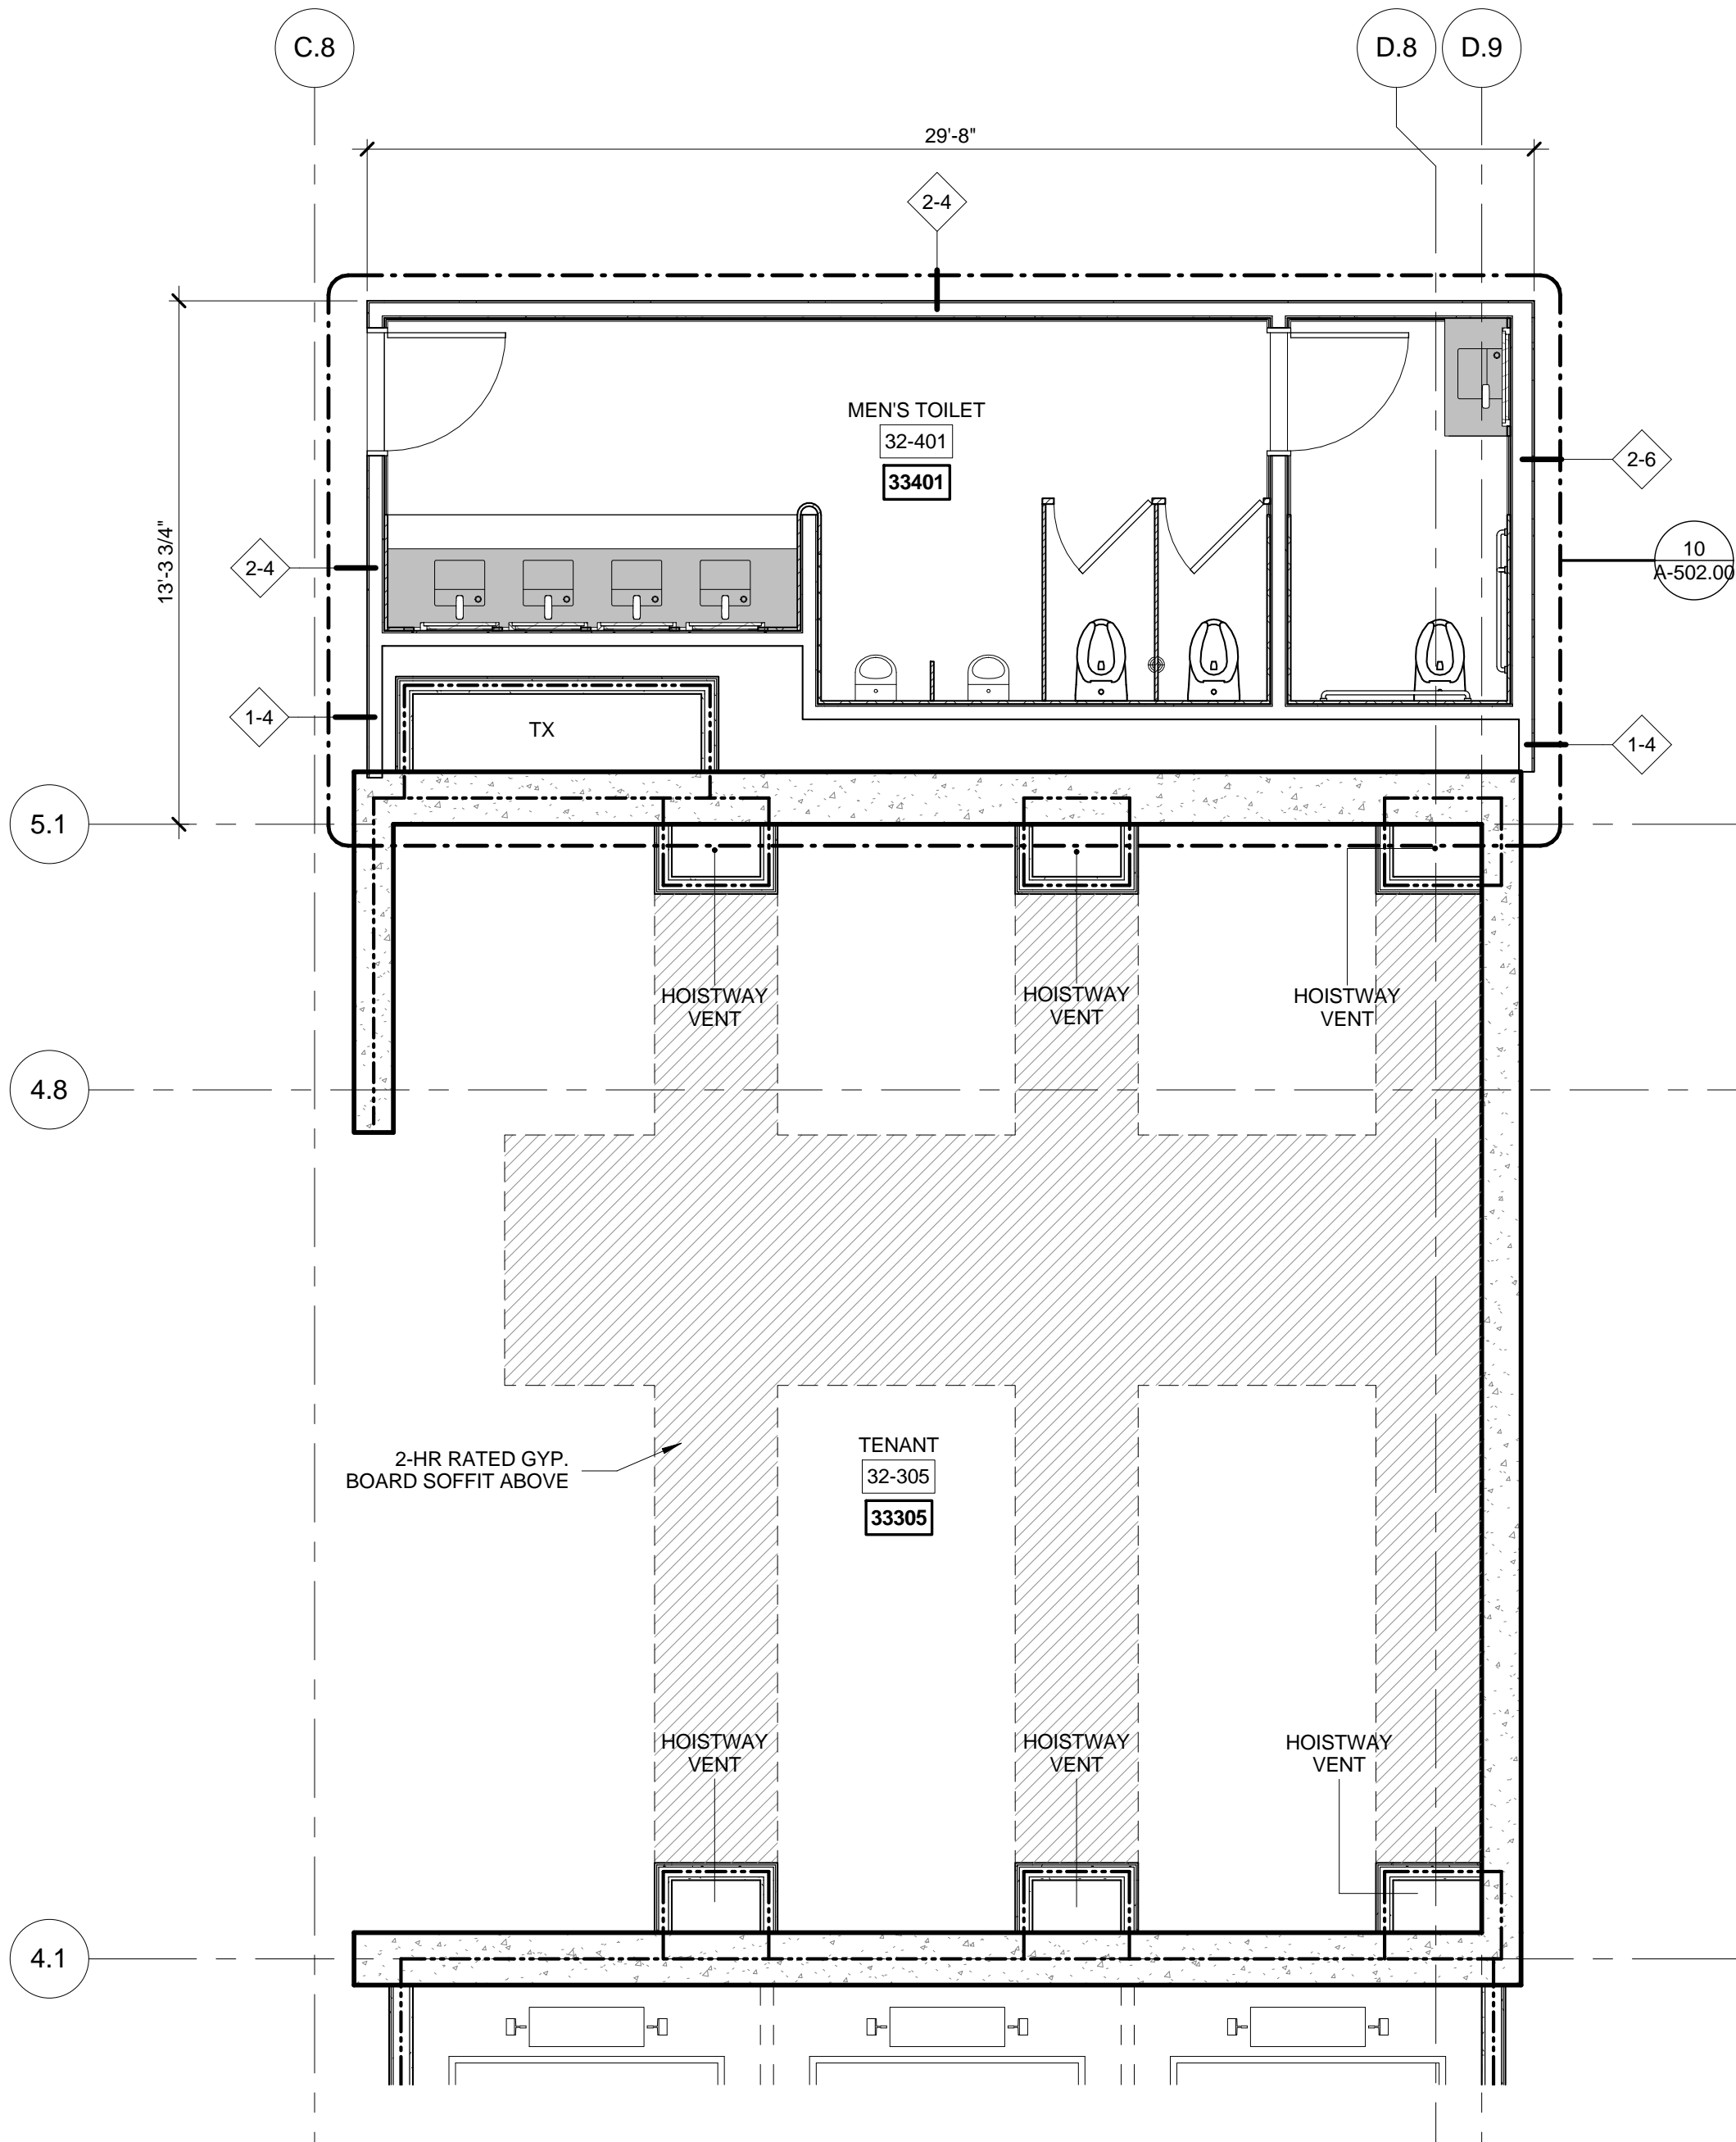 C.8
D.8
D.9
29'-8"
2-4
MEN'S TOILET
32-401
33401
2-6
13'-3 3/4"
2-4
10
A-502.00
1-4
TX
1-4
5.1
HOISTWAY
VENT
HOISTWAY
VENT
HOISTWAY
VENT
4.8
2-HR RATED GYP.
BOARD SOFFIT ABOVE
TENANT
32-305
33305
HOISTWAY
VENT
HOISTWAY
VENT
HOISTWAY
VENT
4.1